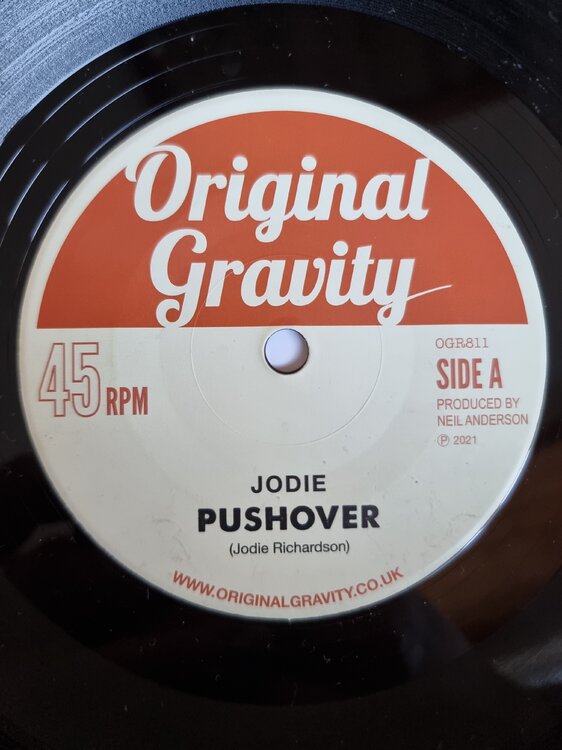 Original
Gravity
45 RPM
OGR811
SIDE A
PRODUCED BY
NEIL ANDERSON
℗ 2021
JODIE
PUSHOVER
(Jodie Richardson)
WWW.ORIGINALGRAVITY.CO.UK